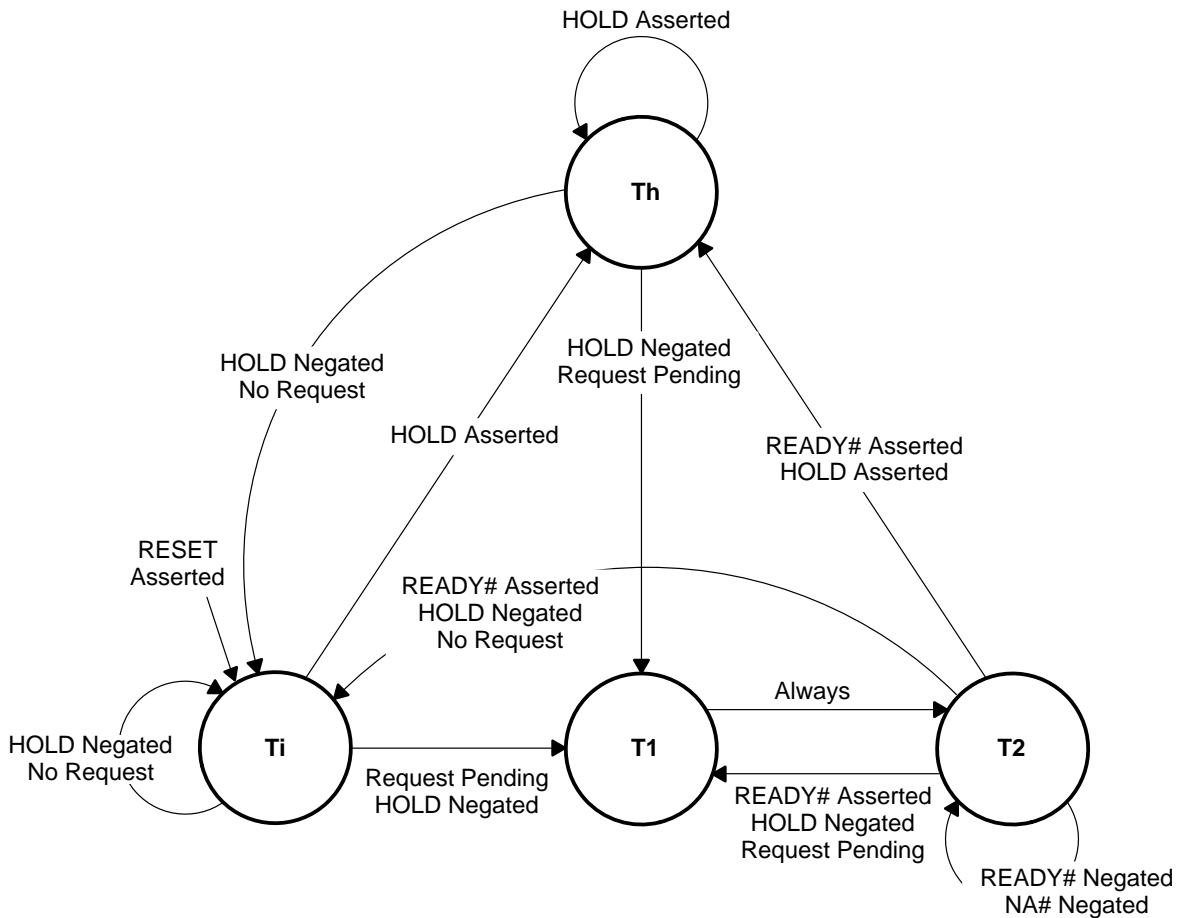 HOLD Asserted
Th
HOLD Negated
Request Pending
HOLD Negated
No Request
HOLD Asserted
READY# Asserted
HOLD Asserted
RESET
Asserted
READY# Asserted
HOLD Negated
No Request
Always
HOLD Negated
No Request
Ti
T1
T2
Request Pending
HOLD Negated
READY# Asserted
HOLD Negated
Request Pending
READY# Negated
NA# Negated